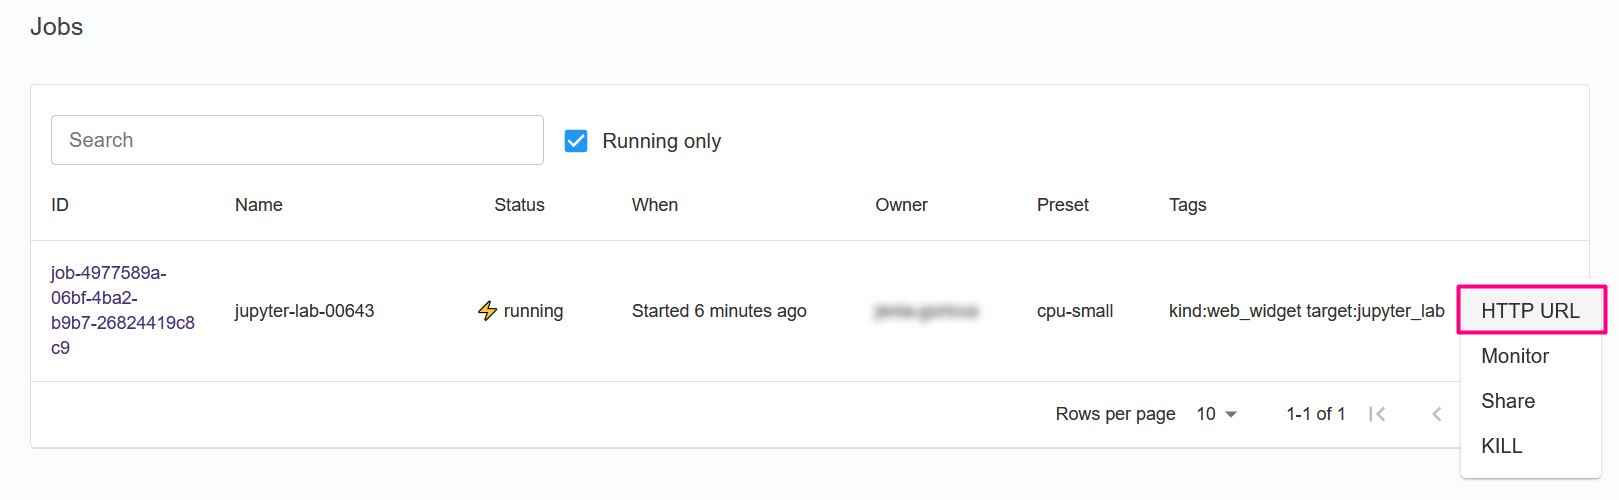 Jobs
Search
Running only
ID Name Status When Owner Preset Tags
job-4977589a-
06bf-4ba2-
b9b7-26824419c8
c9
jupyter-lab-00643 running Started 6 minutes ago cpu-small kind:web_widget target:jupyter_lab
HTTP URL
Monitor
Share
KILL
Rows per page 10 1-1 of 1